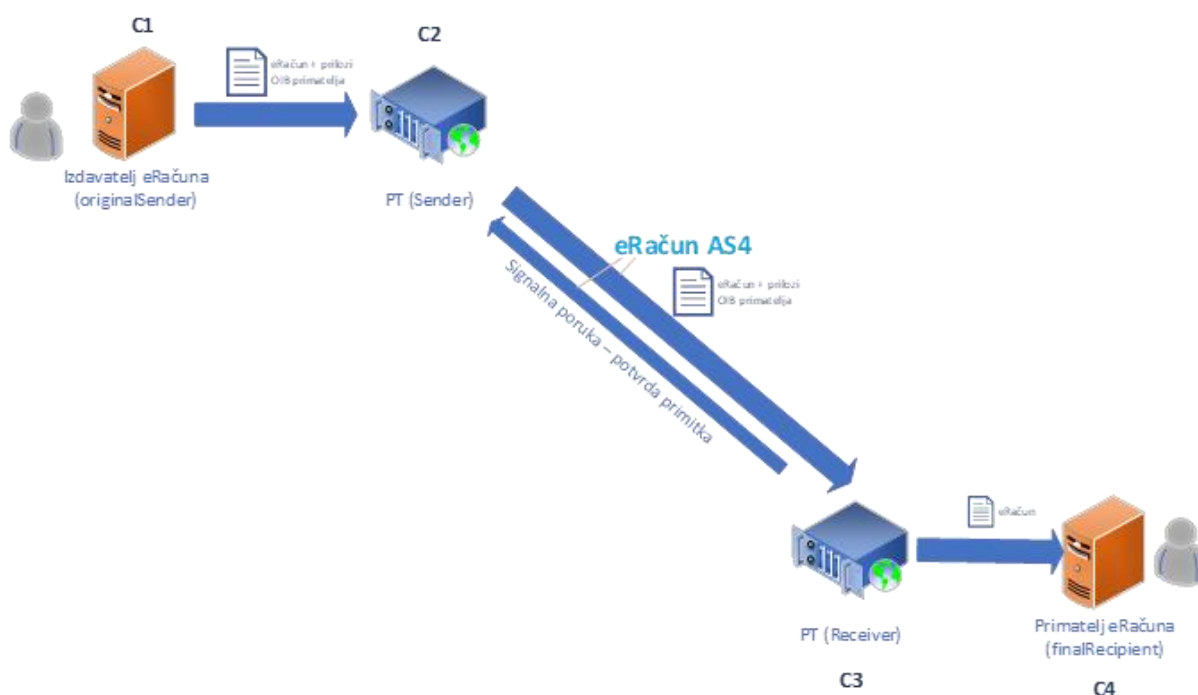 C1
C2
eRačun + prilozi
OIB primatelja
Izdavatelj eRačuna
(originalSender)
PT (Sender)
eRačun AS4
eRačun + prilozi
OIB primatelja
Signalna poruka – potvrda primitka
eRačun
PT (Receiver)
Primatelj eRačuna
(finalRecipient)
C3
C4